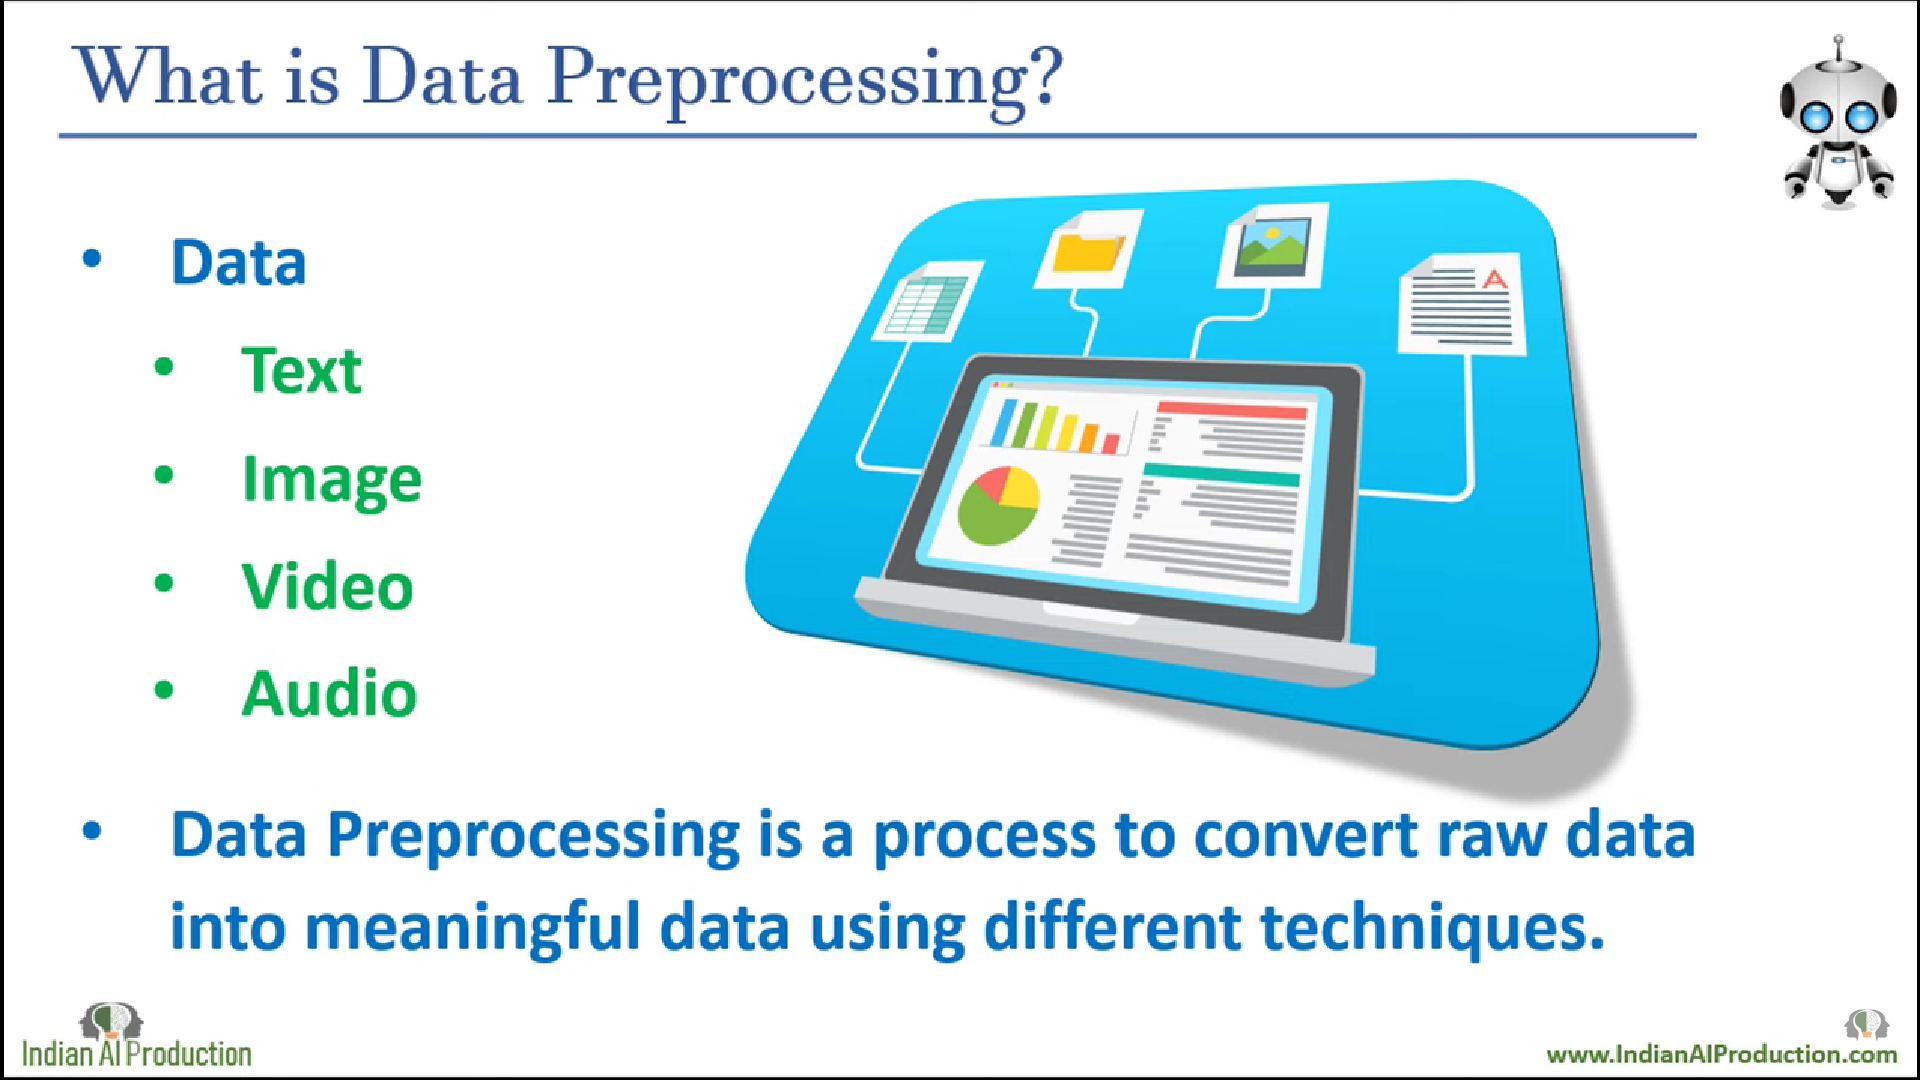 What is Data Preprocessing?
• Data
• Text
• Image
• Video
• Audio
A
• Data Preprocessing is a process to convert raw data
into meaningful data using different techniques.
Indian AI Production
www.IndianAIProduction.com